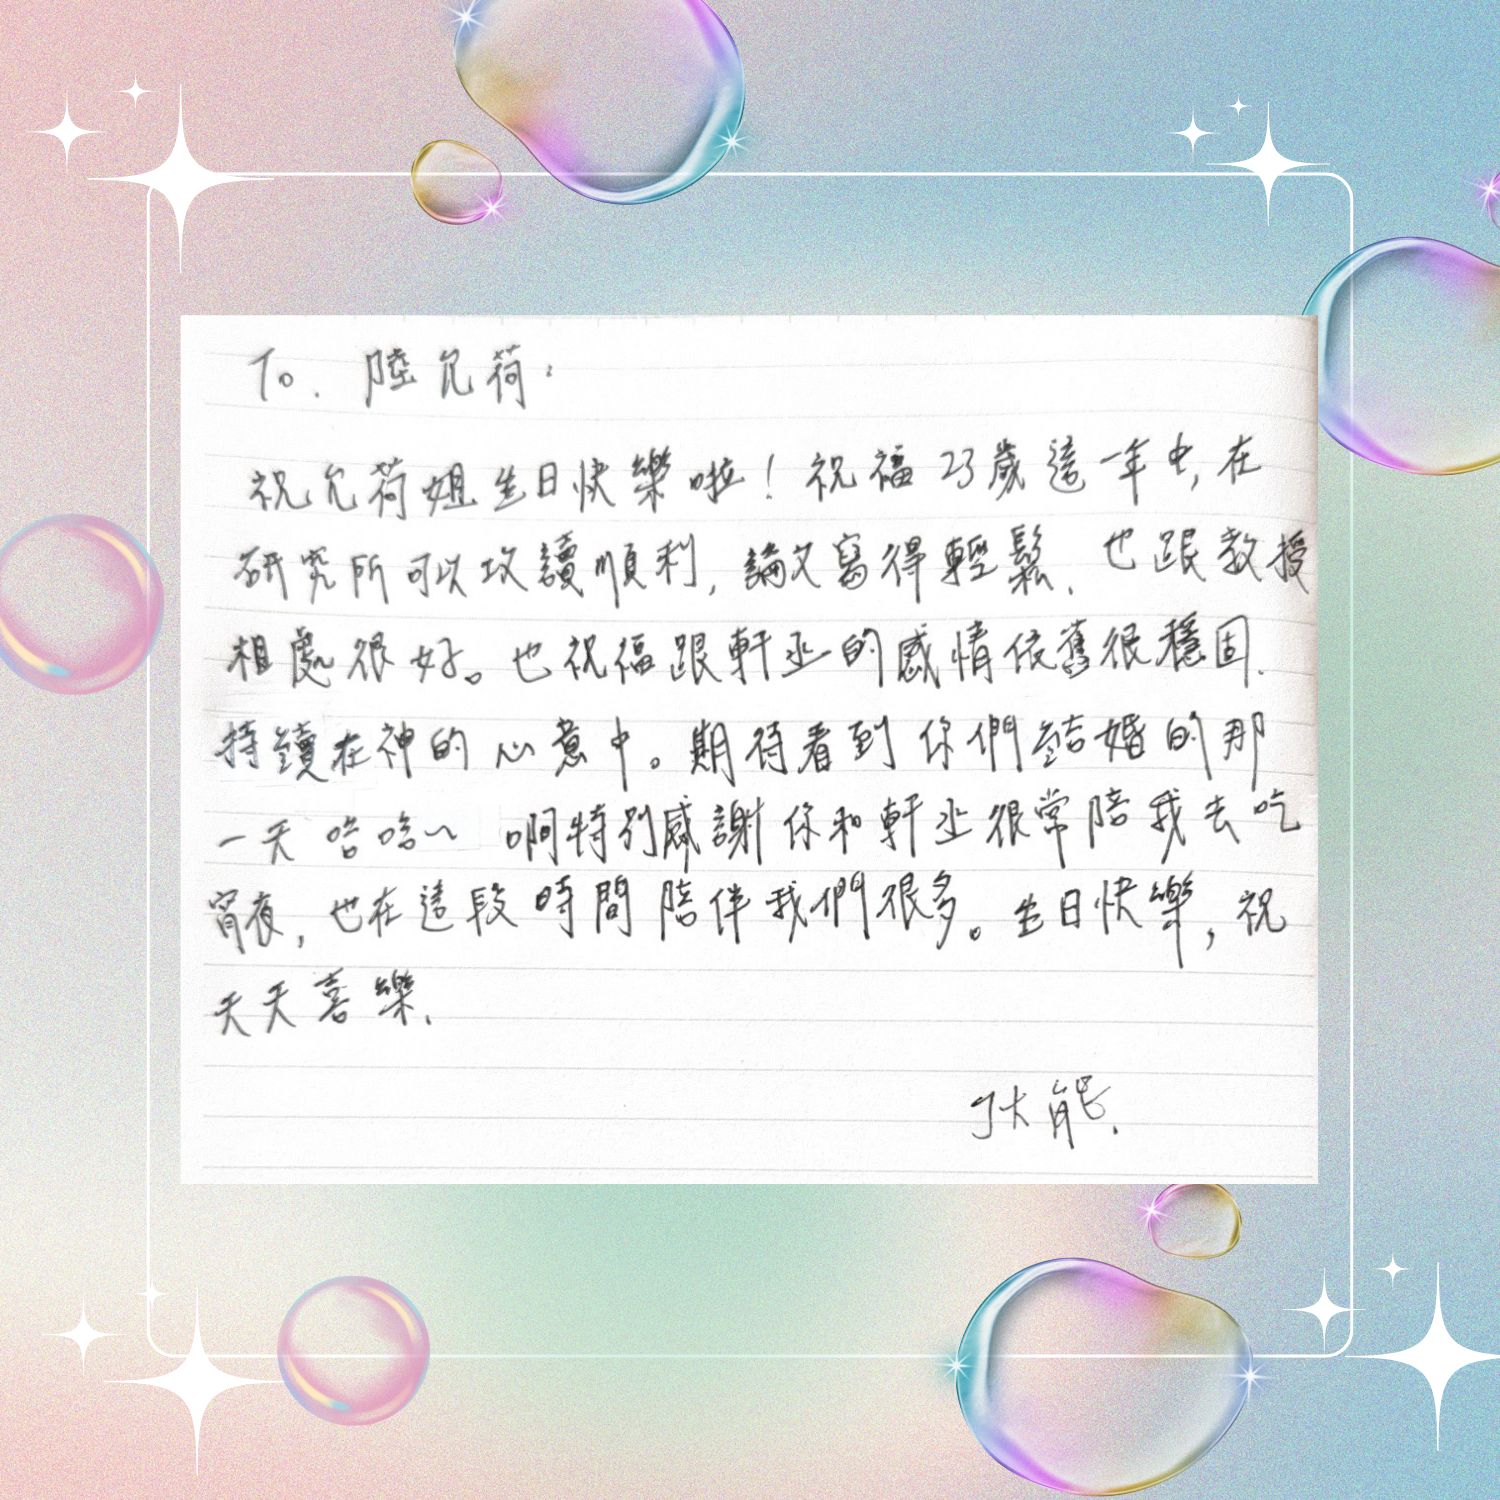 To. 陸允荷:
祝允荷姐生日快樂啦!祝福23歲這一年中,在
研究所可以攻讀順利,論文寫得輕鬆.也跟教授
相處很好。也祝福跟軒丞的感情依舊很穩固.
持續在神的心意中。期待看到你們結婚的那
一天哈哈~ 啊特別感謝你和軒丞很常陪我去吃
宵夜,也在這段時間陪伴我們很多。生日快樂,祝
天天喜樂.
能.